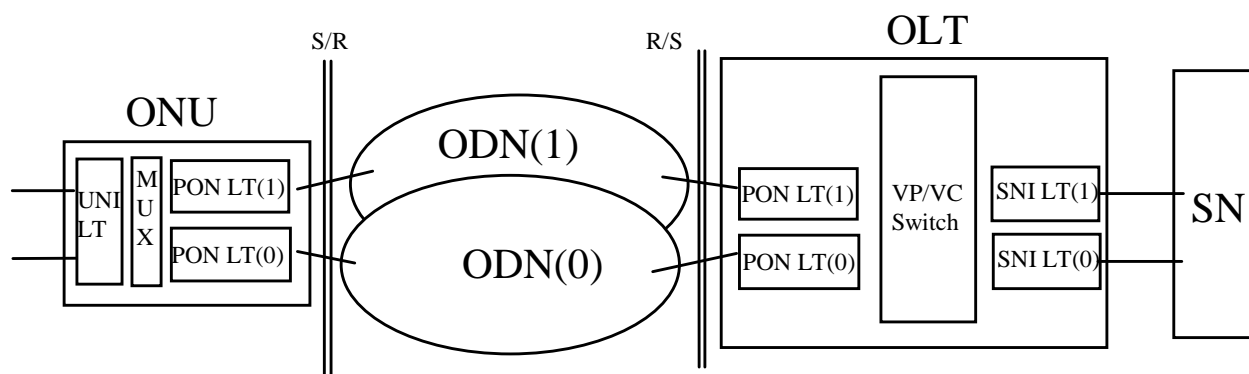 S/R
R/S
OLT
ONU
ODN(1)
ODN(0)
UNI
LT
M
U
X
PON LT(1)
PON LT(0)
PON LT(1)
PON LT(0)
VP/VC
Switch
SNI LT(1)
SNI LT(0)
SN